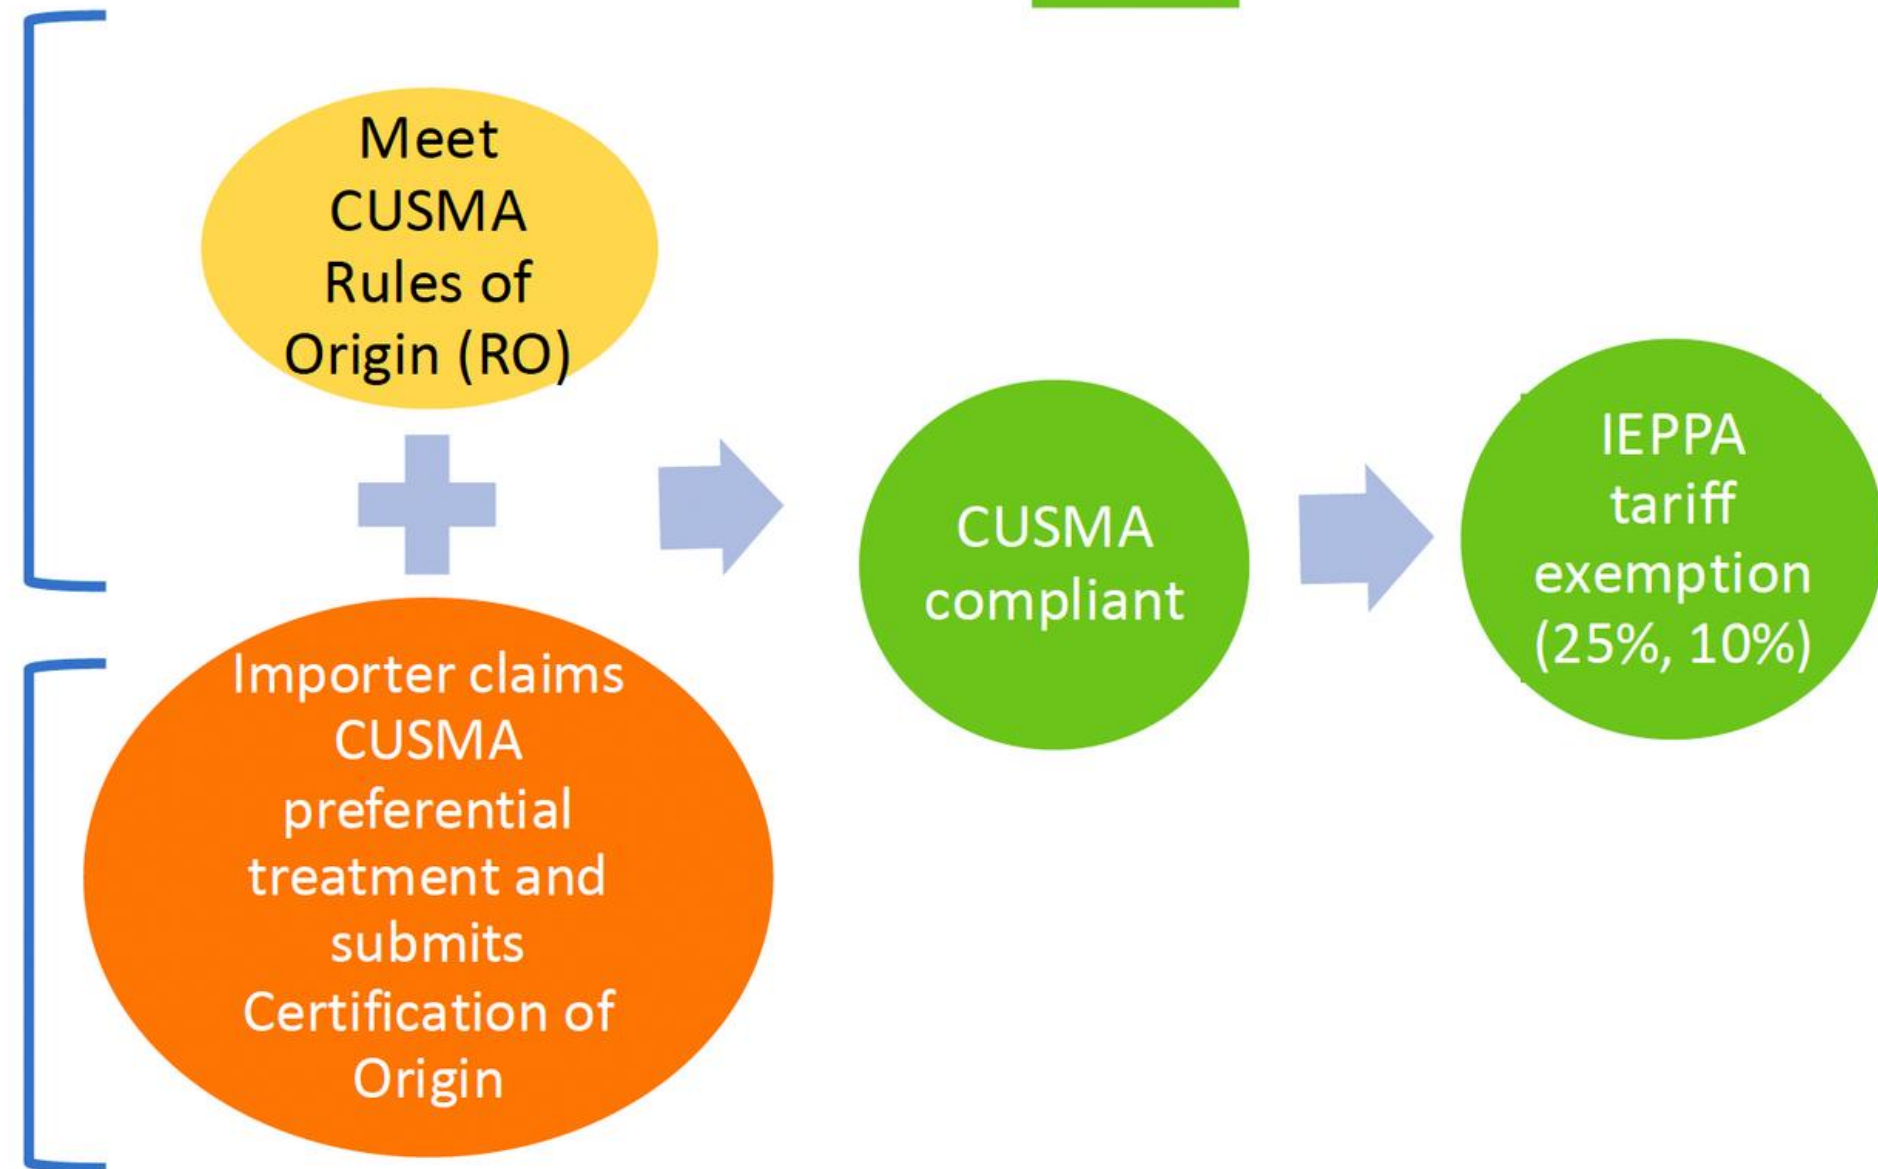 Meet
CUSMA
Rules of
Origin (RO)
Importer claims
CUSMA
preferential
treatment and
submits
Certification of
Origin
CUSMA
compliant
IEPPA
tariff
exemption
(25%, 10%)